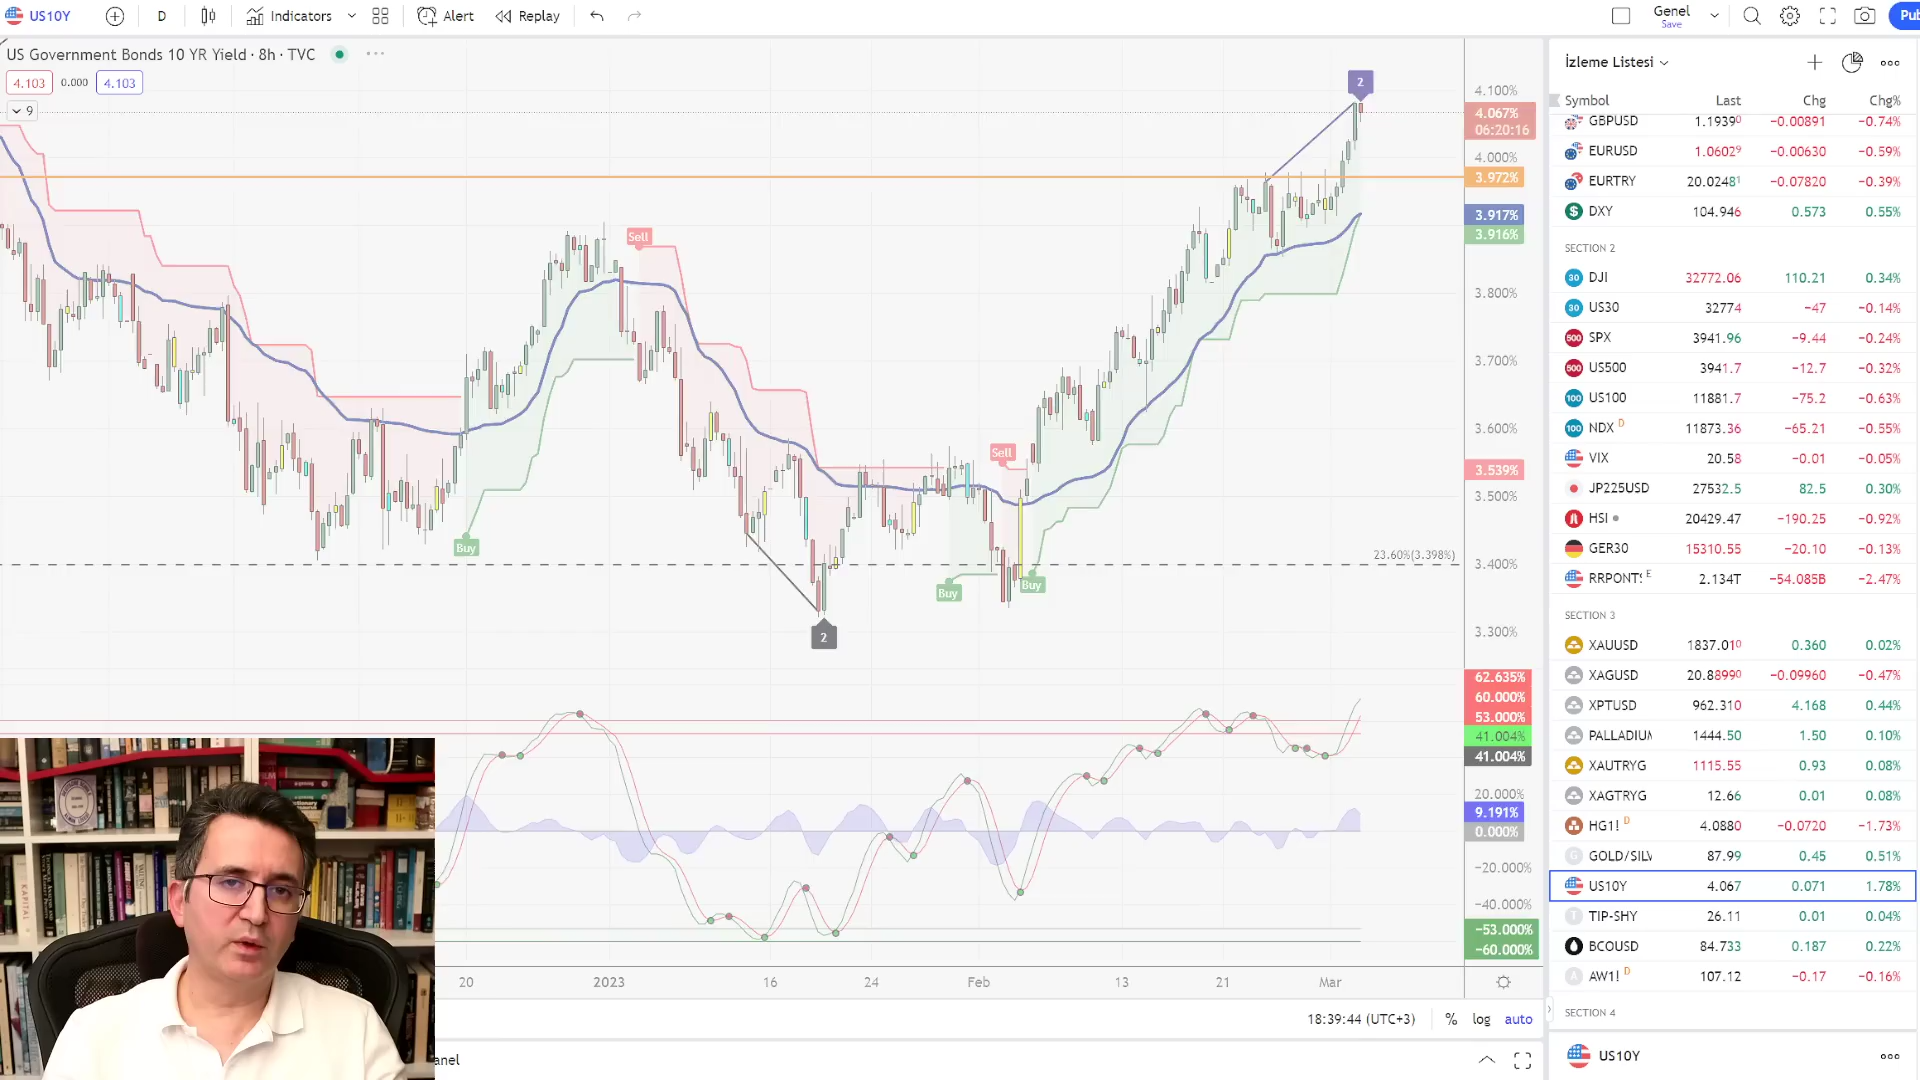 US10Y
D
Indicators
Alert
Replay
Genel
Save
Pub
US Government Bonds 10 YR Yield · 8h · TVC
4.103
0.000
4.103
9
2
Sell
Buy
2
Buy
Sell
Buy
23.60%(3.398%)
4.100%
4.067%
06:20:16
4.000%
3.972%
3.917%
3.916%
3.800%
3.700%
3.600%
3.539%
3.500%
3.400%
3.300%
62.635%
60.000%
53.000%
41.004%
41.004%
20.000%
9.191%
0.000%
−20.000%
−40.000%
−53.000%
−60.000%
20 2023 16 24 Feb 13 21 Mar
18:39:44 (UTC+3) % log auto
anel
İzleme Listesi
Symbol Last Chg Chg%
GBPUSD 1.19390 −0.00891 −0.74%
EURUSD 1.06029 −0.00630 −0.59%
EURTRY 20.02481 −0.07820 −0.39%
DXY 104.946 0.573 0.55%
SECTION 2
DJI 32772.06 110.21 0.34%
US30 32774 −47 −0.14%
SPX 3941.96 −9.44 −0.24%
US500 3941.7 −12.7 −0.32%
US100 11881.7 −75.2 −0.63%
NDX D 11873.36 −65.21 −0.55%
VIX 20.58 −0.01 −0.05%
JP225USD 27532.5 82.5 0.30%
HSI 20429.47 −190.25 −0.92%
GER30 15310.55 −20.10 −0.13%
RRPONTS E 2.134T −54.085B −2.47%
SECTION 3
XAUUSD 1837.010 0.360 0.02%
XAGUSD 20.88990 −0.09960 −0.47%
XPTUSD 962.310 4.168 0.44%
PALLADIUM 1444.50 1.50 0.10%
XAUTRYG 1115.55 0.93 0.08%
XAGTRYG 12.66 0.01 0.08%
HG1! D 4.0880 −0.0720 −1.73%
GOLD/SILV 87.99 0.45 0.51%
US10Y 4.067 0.071 1.78%
TIP-SHY 26.11 0.01 0.04%
BCOUSD 84.733 0.187 0.22%
AW1! D 107.12 −0.17 −0.16%
SECTION 4
US10Y